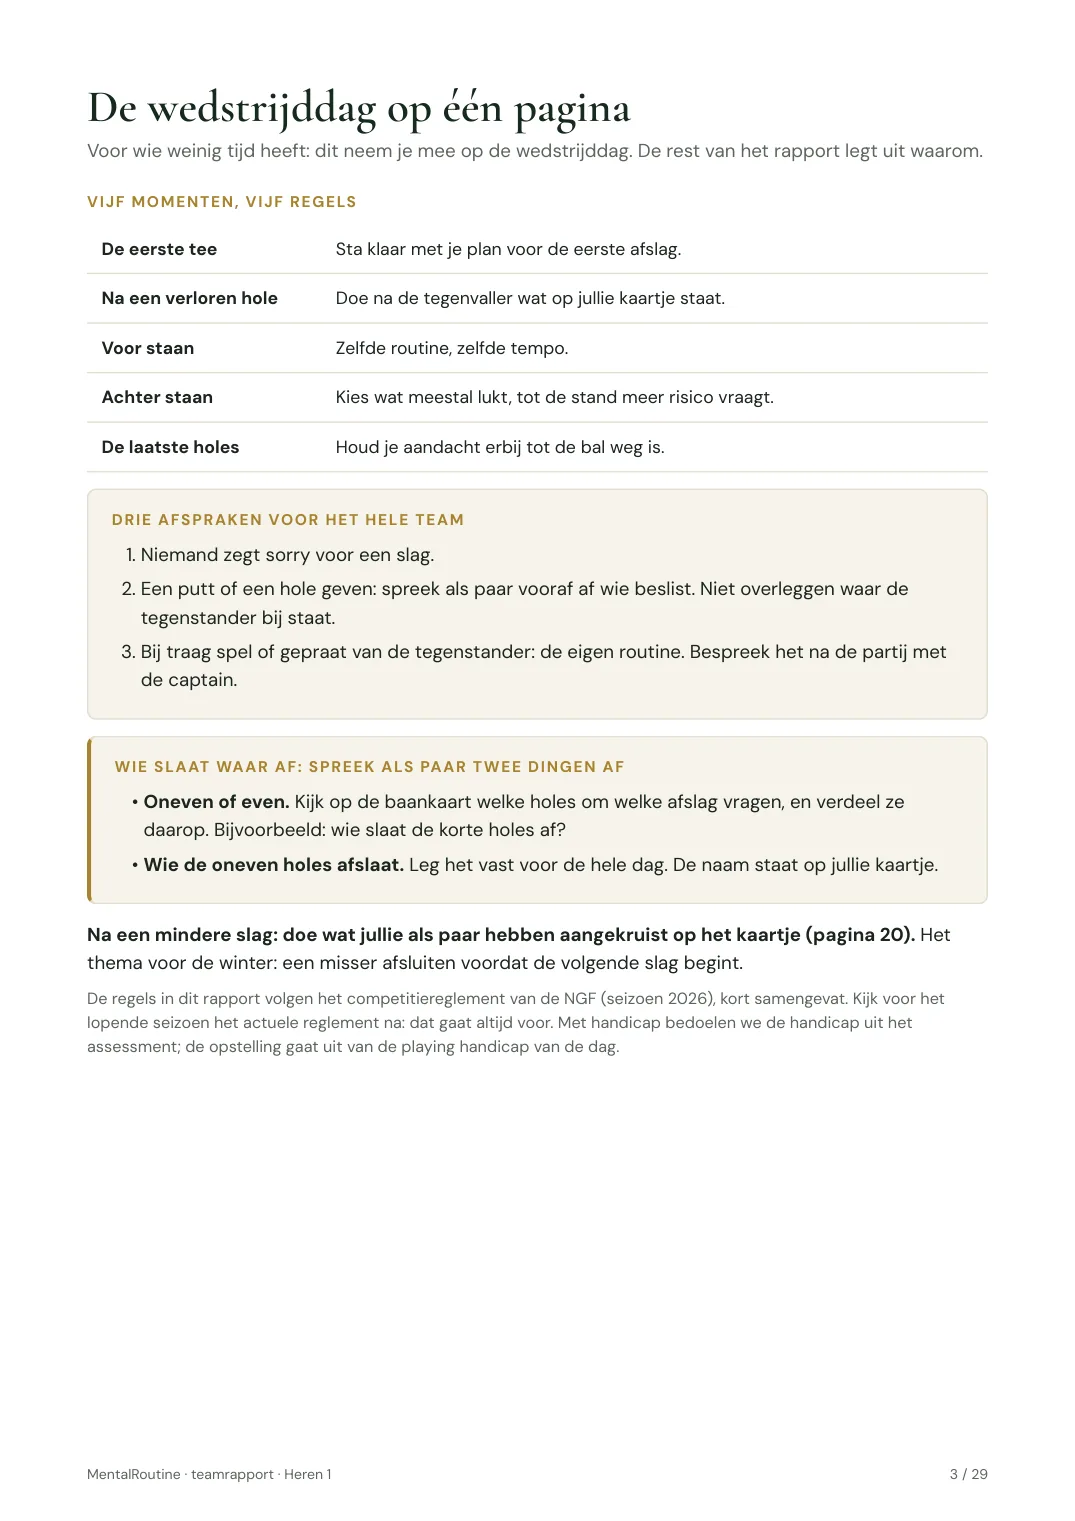 De wedstrijddag op één pagina
Voor wie weinig tijd heeft: dit neem je mee op de wedstrijddag. De rest van het rapport legt uit waarom.
VIJF MOMENTEN, VIJF REGELS
De eerste tee Sta klaar met je plan voor de eerste afslag.
Na een verloren hole Doe na de tegenvaller wat op jullie kaartje staat.
Voor staan Zelfde routine, zelfde tempo.
Achter staan Kies wat meestal lukt, tot de stand meer risico vraagt.
De laatste holes Houd je aandacht erbij tot de bal weg is.
DRIE AFSPRAKEN VOOR HET HELE TEAM
1. Niemand zegt sorry voor een slag.
2. Een putt of een hole geven: spreek als paar vooraf af wie beslist. Niet overleggen waar de
tegenstander bij staat.
3. Bij traag spel of gepraat van de tegenstander: de eigen routine. Bespreek het na de partij met
de captain.
WIE SLAAT WAAR AF: SPREEK ALS PAAR TWEE DINGEN AF
• Oneven of even. Kijk op de baankaart welke holes om welke afslag vragen, en verdeel ze
daarop. Bijvoorbeeld: wie slaat de korte holes af?
• Wie de oneven holes afslaat. Leg het vast voor de hele dag. De naam staat op jullie kaartje.
Na een mindere slag: doe wat jullie als paar hebben aangekruist op het kaartje (pagina 20). Het
thema voor de winter: een misser afsluiten voordat de volgende slag begint.
De regels in dit rapport volgen het competitiereglement van de NGF (seizoen 2026), kort samengevat. Kijk voor het
lopende seizoen het actuele reglement na: dat gaat altijd voor. Met handicap bedoelen we de handicap uit het
assessment; de opstelling gaat uit van de playing handicap van de dag.
MentalRoutine · teamrapport · Heren 1
3 / 29